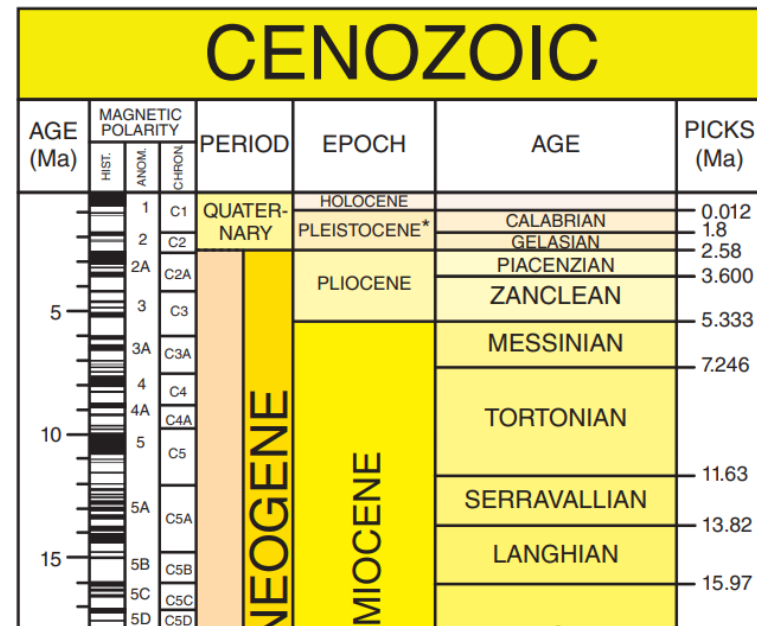 CENOZOIC
AGE
(Ma)
MAGNETIC
POLARITY
HIST.
ANOM.
CHRON.
PERIOD
EPOCH
AGE
PICKS
(Ma)
5
10
15
1
2
2A
3
3A
4
4A
5
5A
5B
5C
5D
C1
C2
C2A
C3
C3A
C4
C4A
C5
C5A
C5B
C5C
C5D
QUATER-
NARY
NEOGENE
HOLOCENE
PLEISTOCENE*
PLIOCENE
MIOCENE
CALABRIAN
GELASIAN
PIACENZIAN
ZANCLEAN
MESSINIAN
TORTONIAN
SERRAVALLIAN
LANGHIAN
0.012
1.8
2.58
3.600
5.333
7.246
11.63
13.82
15.97